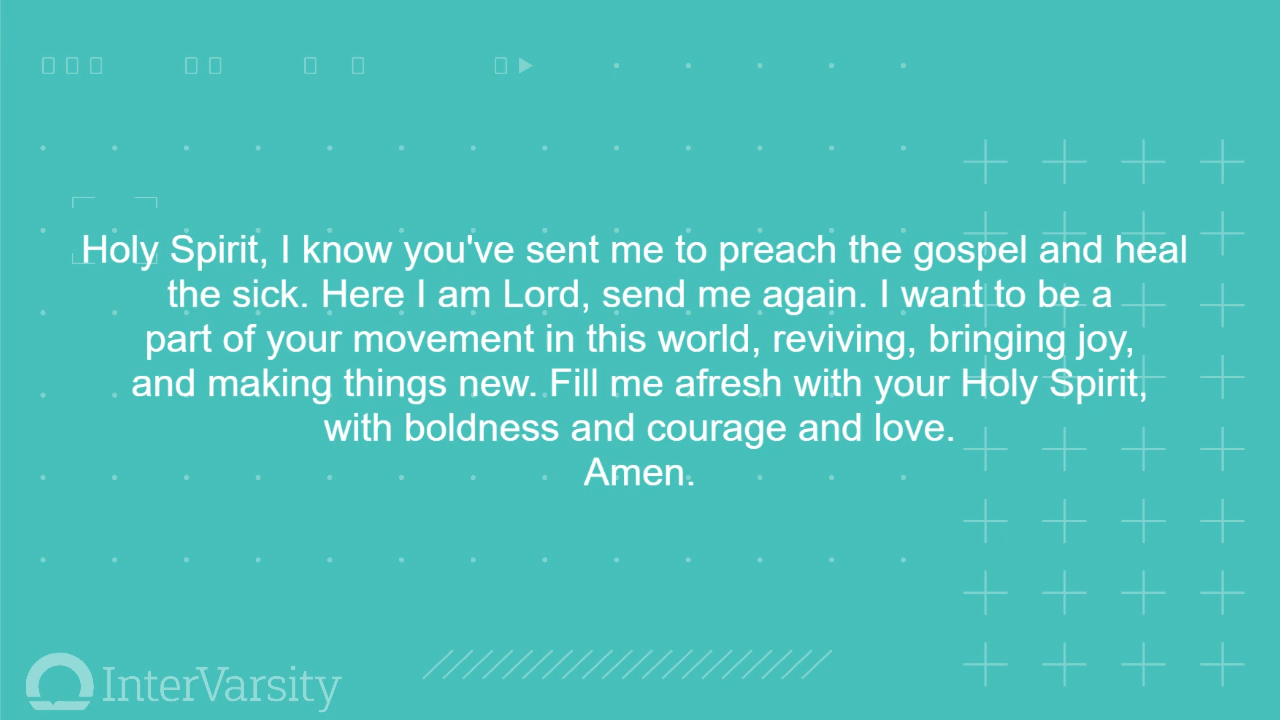 Holy Spirit, I know you've sent me to preach the gospel and heal
the sick. Here I am Lord, send me again. I want to be a
part of your movement in this world, reviving, bringing joy,
and making things new. Fill me afresh with your Holy Spirit,
with boldness and courage and love.
Amen.
InterVarsity